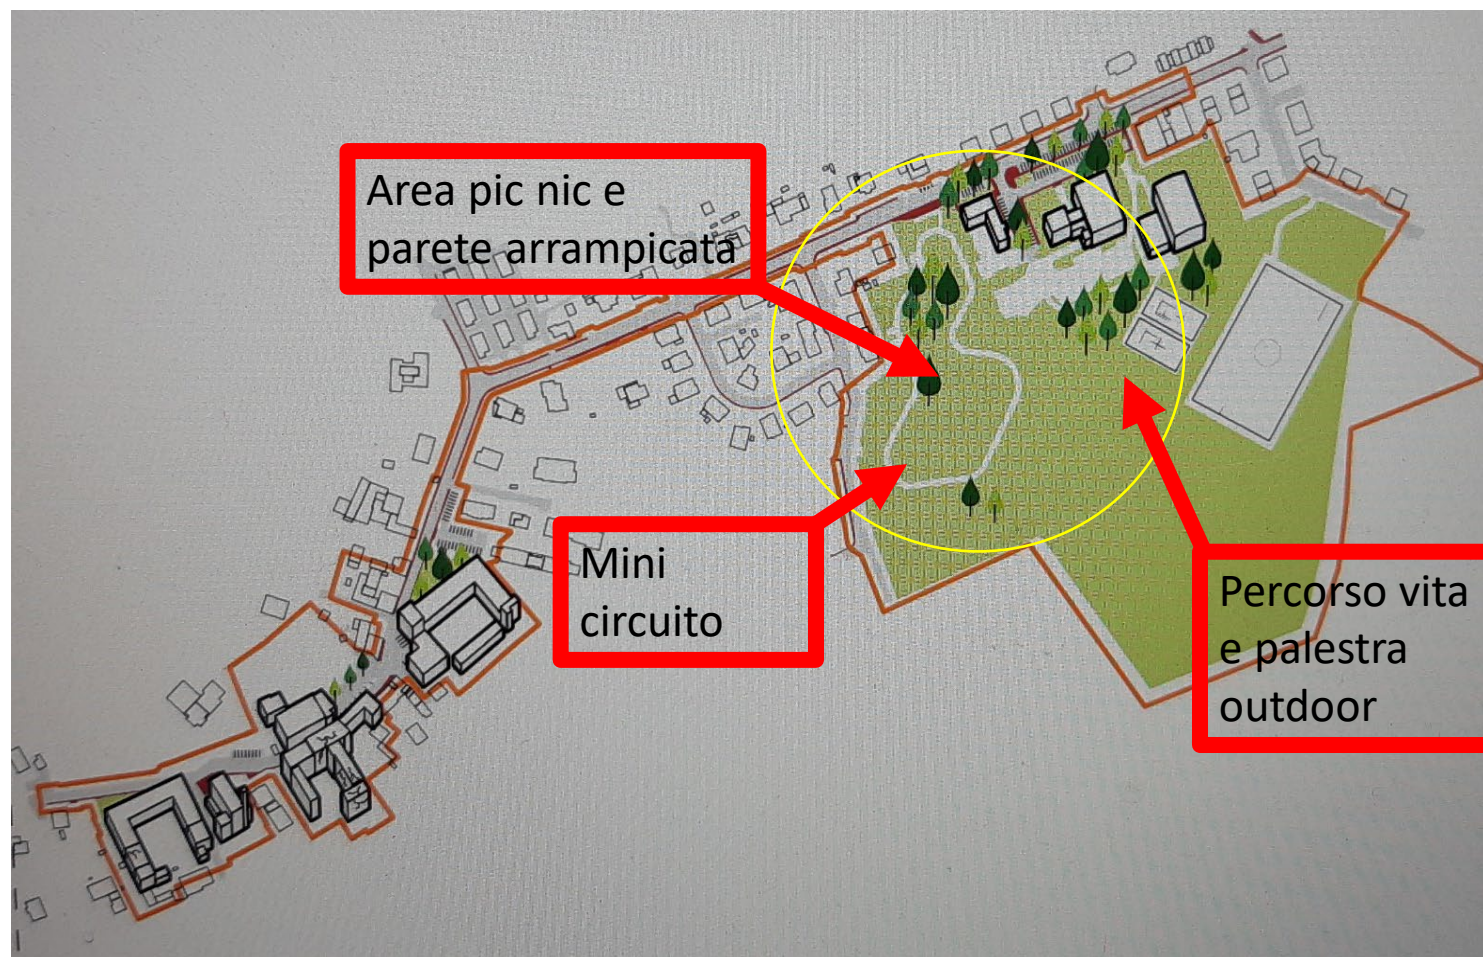 Area pic nic e
parete arrampicata
Mini
circuito
Percorso vita
e palestra
outdoor